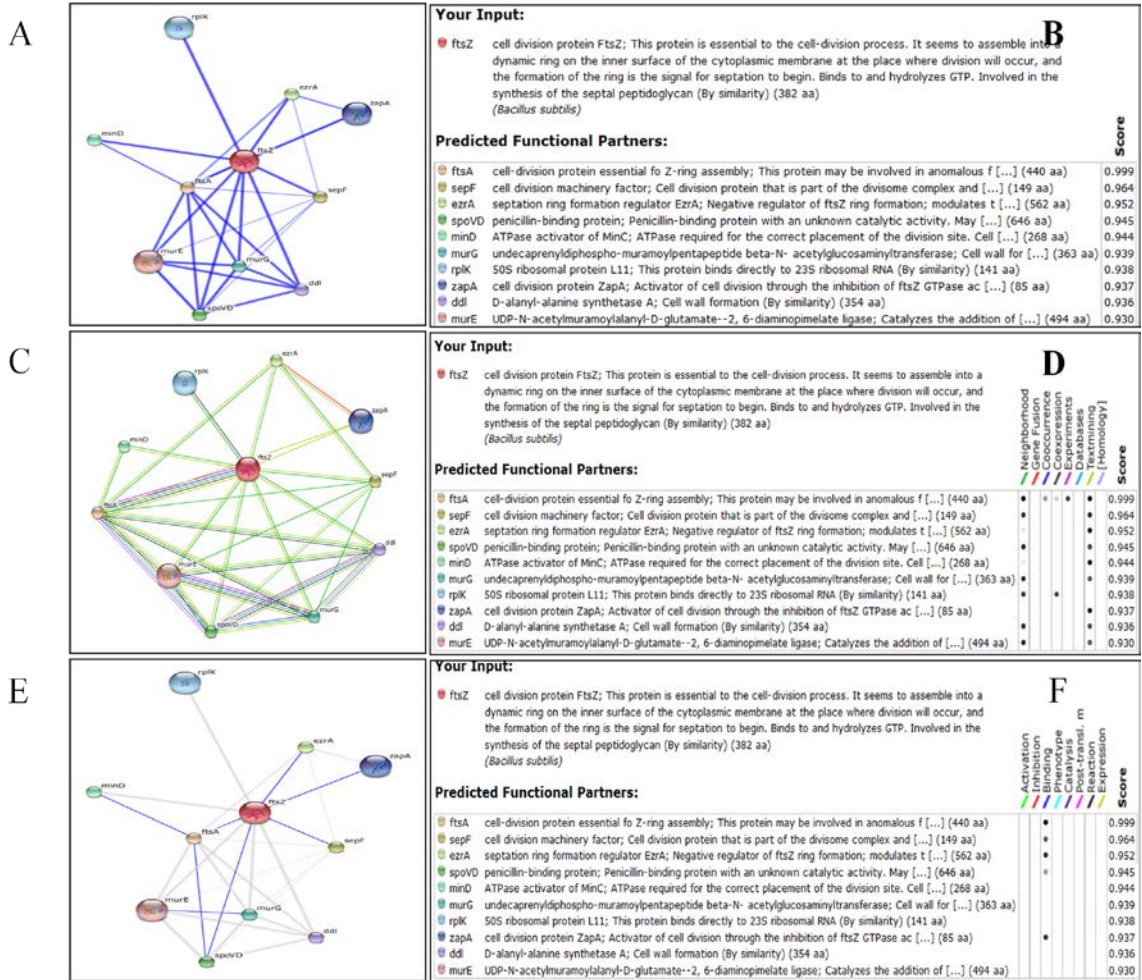 A
rplK
ezrA
zapA
minD
ftsZ
ftsA
sepF
murE
murG
ddl
spoVD
Your Input:
B
ftsZ cell division protein FtsZ; This protein is essential to the cell-division process. It seems to assemble into a
dynamic ring on the inner surface of the cytoplasmic membrane at the place where division will occur, and
the formation of the ring is the signal for septation to begin. Binds to and hydrolyzes GTP. Involved in the
synthesis of the septal peptidoglycan (By similarity) (382 aa)
(Bacillus subtilis)
Predicted Functional Partners:
Score
ftsA cell-division protein essential fo Z-ring assembly; This protein may be involved in anomalous f [...] (440 aa) 0.999
sepF cell division machinery factor; Cell division protein that is part of the divisome complex and [...] (149 aa) 0.964
ezrA septation ring formation regulator EzrA; Negative regulator of ftsZ ring formation; modulates t [...] (562 aa) 0.952
spoVD penicillin-binding protein; Penicillin-binding protein with an unknown catalytic activity. May [...] (646 aa) 0.945
minD ATPase activator of MinC; ATPase required for the correct placement of the division site. Cell [...] (268 aa) 0.944
murG undecaprenyldiphospho-muramoylpentapeptide beta-N- acetylglucosaminyltransferase; Cell wall for [...] (363 aa) 0.939
rplK 50S ribosomal protein L11; This protein binds directly to 23S ribosomal RNA (By similarity) (141 aa) 0.938
zapA cell division protein ZapA; Activator of cell division through the inhibition of ftsZ GTPase ac [...] (85 aa) 0.937
ddl D-alanyl-alanine synthetase A; Cell wall formation (By similarity) (354 aa) 0.936
murE UDP-N-acetylmuramoylalanyl-D-glutamate--2, 6-diaminopimelate ligase; Catalyzes the addition of [...] (494 aa) 0.930
C
ezrA
rplK
zapA
minD
ftsZ
sepF
ftsA
ddl
murE
murG
spoVD
Your Input:
D
ftsZ cell division protein FtsZ; This protein is essential to the cell-division process. It seems to assemble into a
dynamic ring on the inner surface of the cytoplasmic membrane at the place where division will occur, and
the formation of the ring is the signal for septation to begin. Binds to and hydrolyzes GTP. Involved in the
synthesis of the septal peptidoglycan (By similarity) (382 aa)
(Bacillus subtilis)
Predicted Functional Partners:
Neighborhood
Gene Fusion
Cooccurrence
Coexpression
Experiments
Databases
Textmining
[Homology]
Score
ftsA cell-division protein essential fo Z-ring assembly; This protein may be involved in anomalous f [...] (440 aa) 0.999
sepF cell division machinery factor; Cell division protein that is part of the divisome complex and [...] (149 aa) 0.964
ezrA septation ring formation regulator EzrA; Negative regulator of ftsZ ring formation; modulates t [...] (562 aa) 0.952
spoVD penicillin-binding protein; Penicillin-binding protein with an unknown catalytic activity. May [...] (646 aa) 0.945
minD ATPase activator of MinC; ATPase required for the correct placement of the division site. Cell [...] (268 aa) 0.944
murG undecaprenyldiphospho-muramoylpentapeptide beta-N- acetylglucosaminyltransferase; Cell wall for [...] (363 aa) 0.939
rplK 50S ribosomal protein L11; This protein binds directly to 23S ribosomal RNA (By similarity) (141 aa) 0.938
zapA cell division protein ZapA; Activator of cell division through the inhibition of ftsZ GTPase ac [...] (85 aa) 0.937
ddl D-alanyl-alanine synthetase A; Cell wall formation (By similarity) (354 aa) 0.936
murE UDP-N-acetylmuramoylalanyl-D-glutamate--2, 6-diaminopimelate ligase; Catalyzes the addition of [...] (494 aa) 0.930
E
rplK
ezrA
zapA
minD
ftsZ
ftsA
sepF
murE
murG
ddl
spoVD
Your Input:
F
ftsZ cell division protein FtsZ; This protein is essential to the cell-division process. It seems to assemble into a
dynamic ring on the inner surface of the cytoplasmic membrane at the place where division will occur, and
the formation of the ring is the signal for septation to begin. Binds to and hydrolyzes GTP. Involved in the
synthesis of the septal peptidoglycan (By similarity) (382 aa)
(Bacillus subtilis)
Predicted Functional Partners:
Activation
Inhibition
Binding
Phenotype
Catalysis
Post-transl. m
Reaction
Expression
Score
ftsA cell-division protein essential fo Z-ring assembly; This protein may be involved in anomalous f [...] (440 aa) 0.999
sepF cell division machinery factor; Cell division protein that is part of the divisome complex and [...] (149 aa) 0.964
ezrA septation ring formation regulator EzrA; Negative regulator of ftsZ ring formation; modulates t [...] (562 aa) 0.952
spoVD penicillin-binding protein; Penicillin-binding protein with an unknown catalytic activity. May [...] (646 aa) 0.945
minD ATPase activator of MinC; ATPase required for the correct placement of the division site. Cell [...] (268 aa) 0.944
murG undecaprenyldiphospho-muramoylpentapeptide beta-N- acetylglucosaminyltransferase; Cell wall for [...] (363 aa) 0.939
rplK 50S ribosomal protein L11; This protein binds directly to 23S ribosomal RNA (By similarity) (141 aa) 0.938
zapA cell division protein ZapA; Activator of cell division through the inhibition of ftsZ GTPase ac [...] (85 aa) 0.937
ddl D-alanyl-alanine synthetase A; Cell wall formation (By similarity) (354 aa) 0.936
murE UDP-N-acetylmuramoylalanyl-D-glutamate--2, 6-diaminopimelate ligase; Catalyzes the addition of [...] (494 aa) 0.930